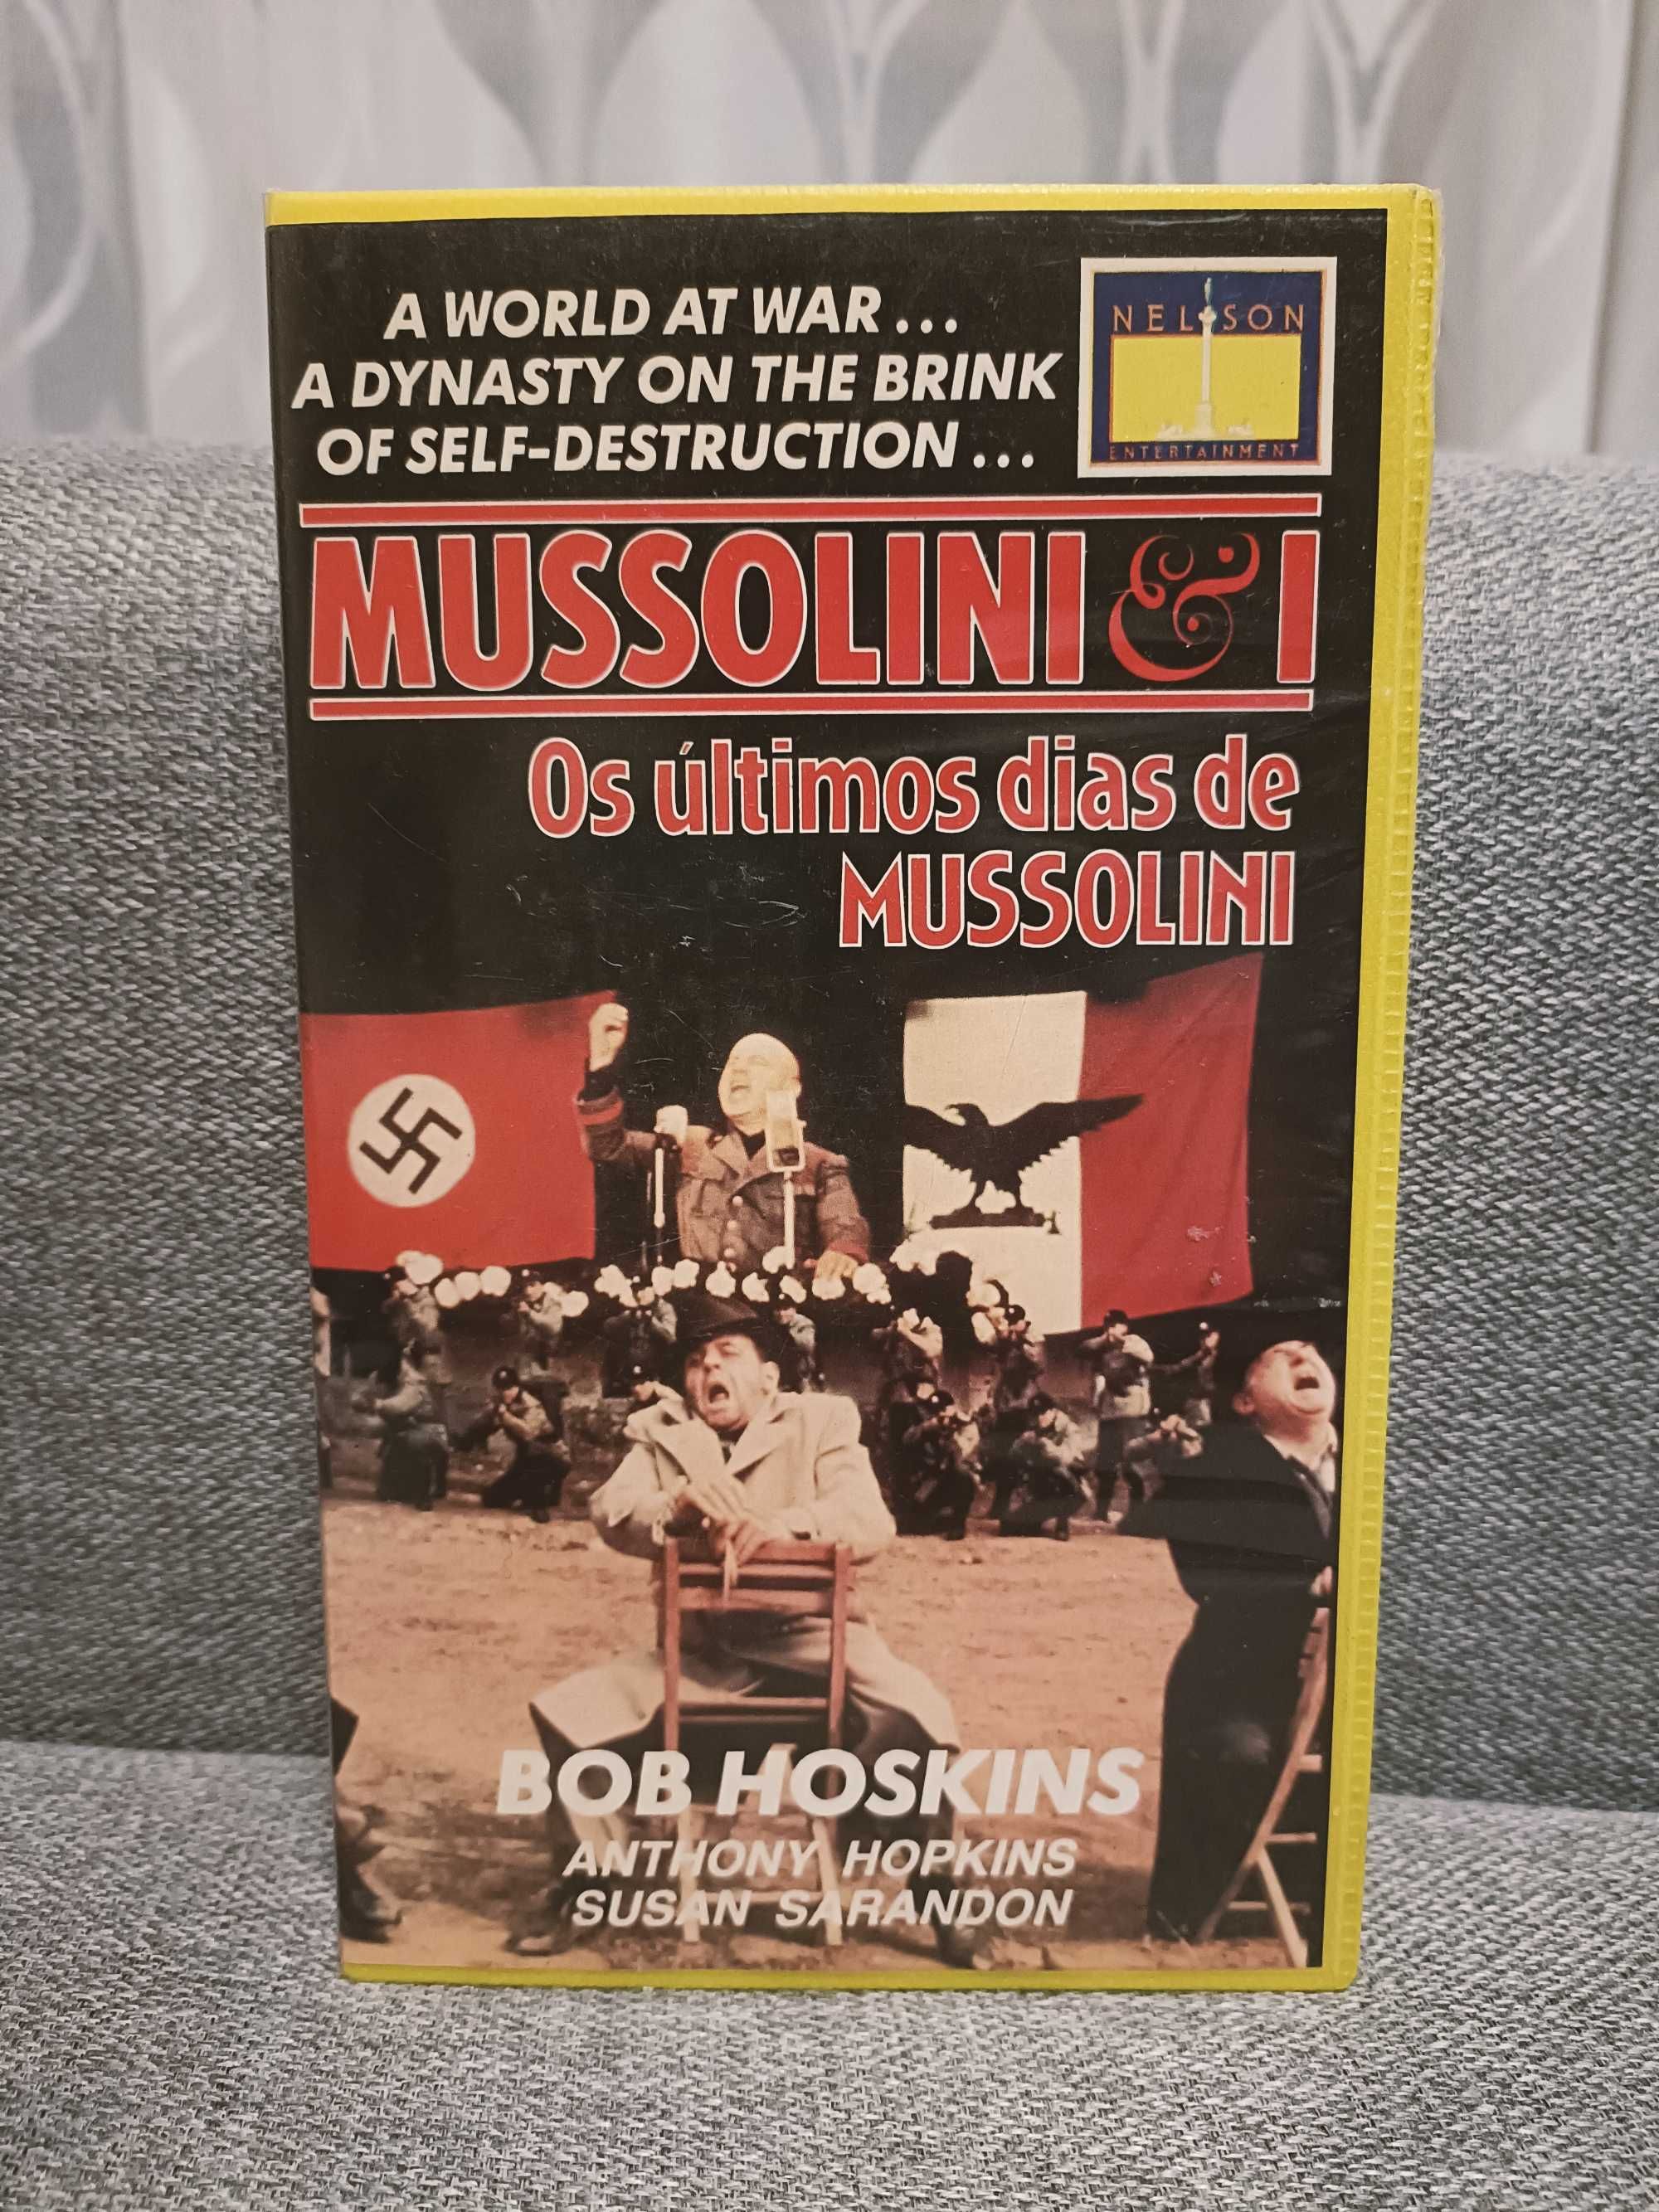 A WORLD AT WAR ...
A DYNASTY ON THE BRINK
OF SELF-DESTRUCTION ...
NELSON
ENTERTAINMENT
MUSSOLINI & I
Os últimos dias de
MUSSOLINI
BOB HOSKINS
ANTHONY HOPKINS
SUSAN SARANDON